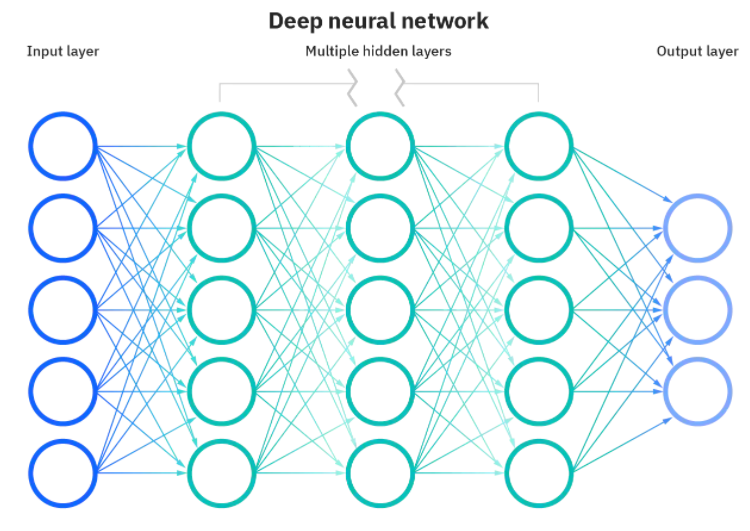 Deep neural network
Input layer
Multiple hidden layers
Output layer